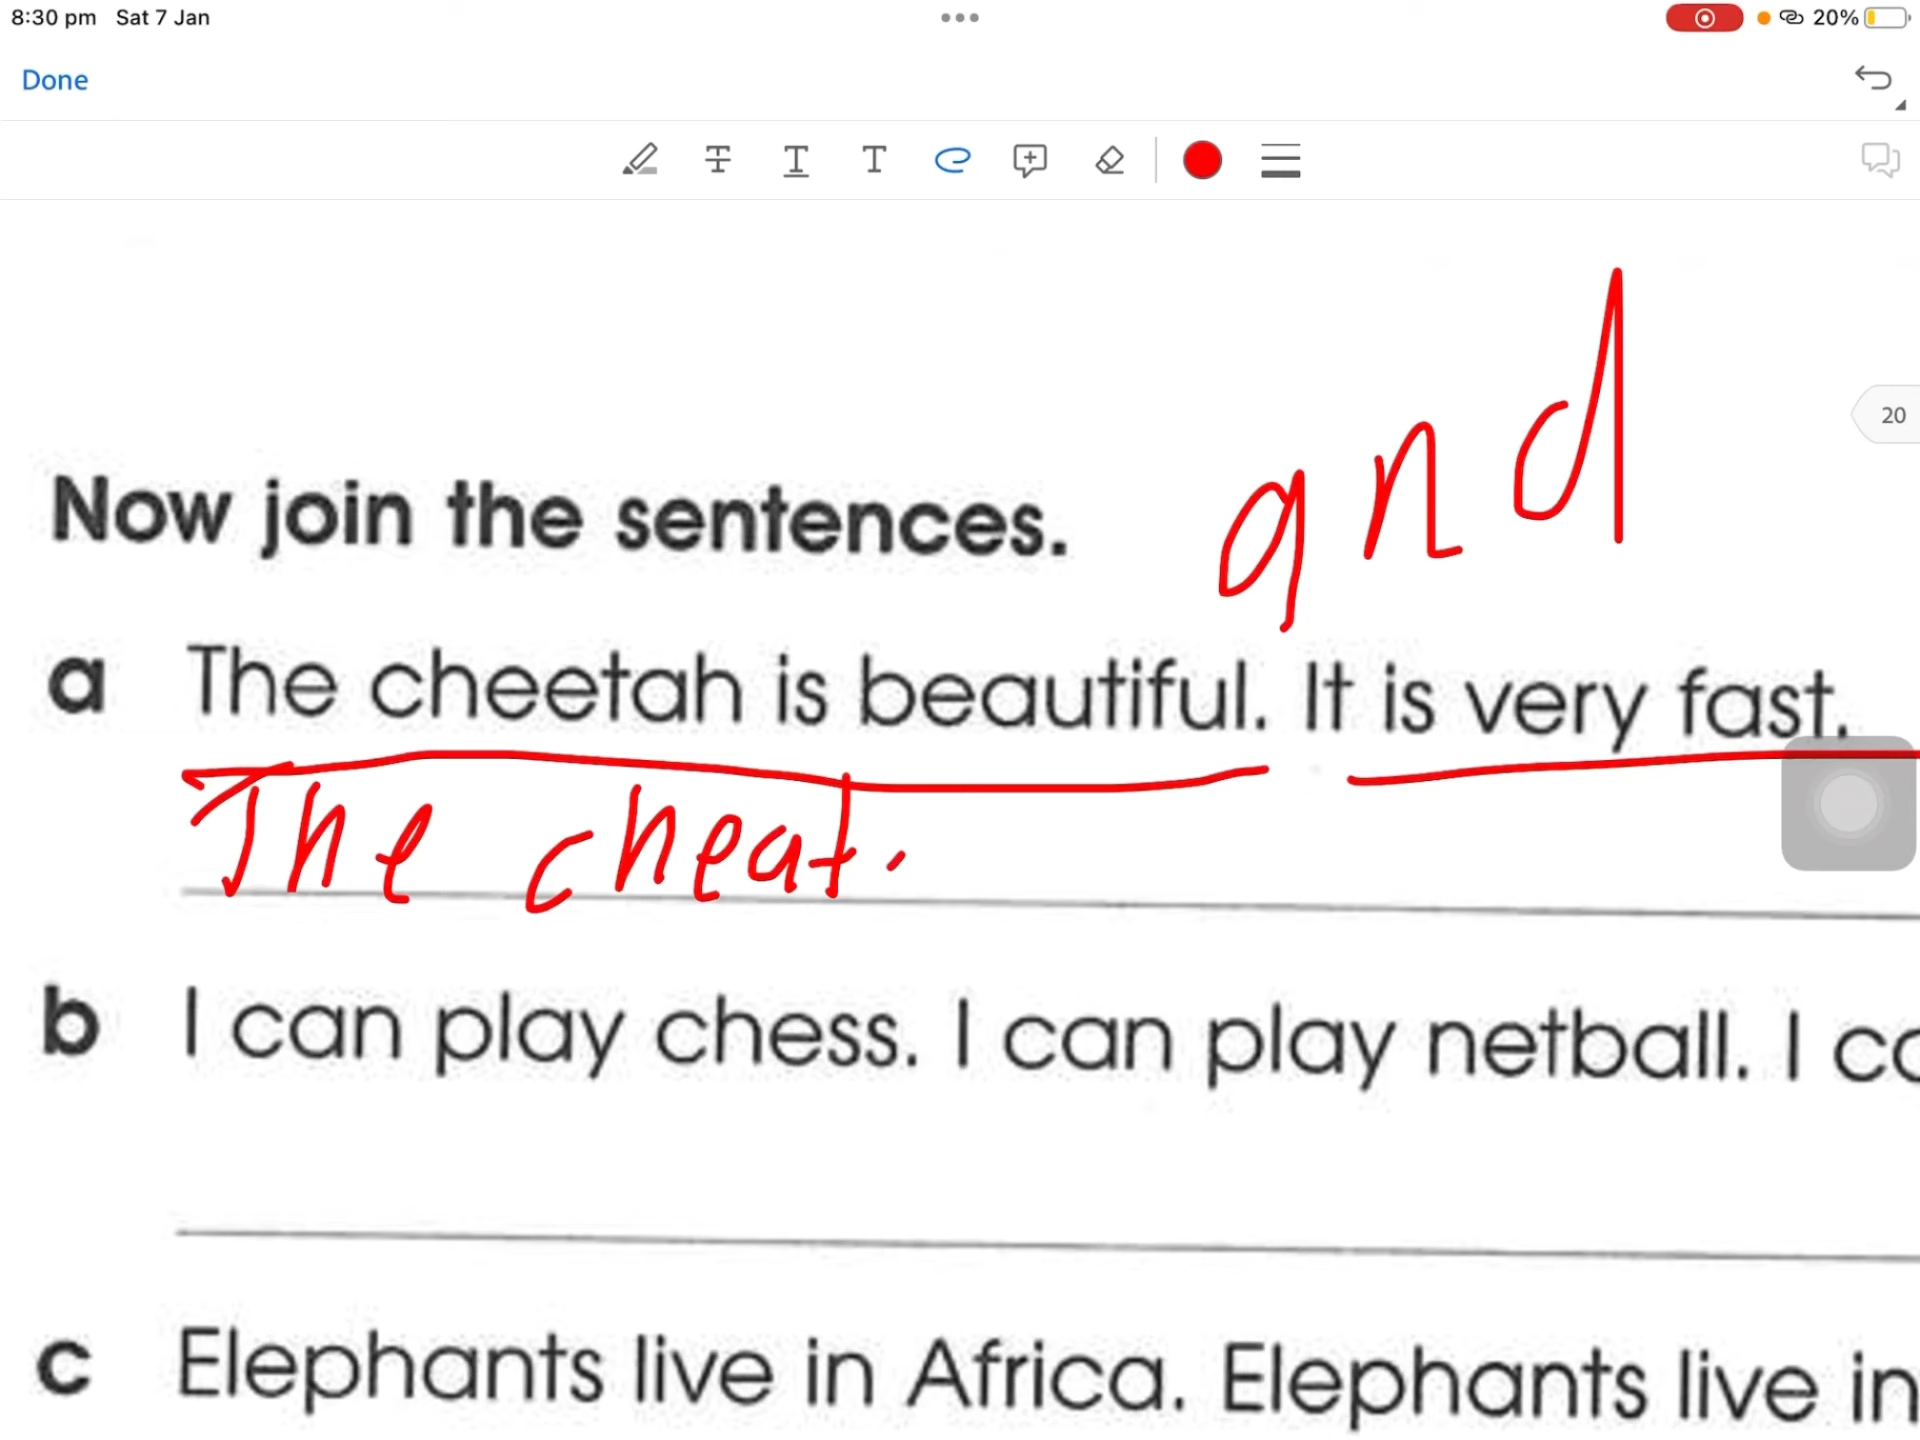 8:30 pm Sat 7 Jan
20%
Done
T T T
and
20
Now join the sentences.
a The cheetah is beautiful. It is very fast.
The cheat.
b I can play chess. I can play netball. I co
c Elephants live in Africa. Elephants live in